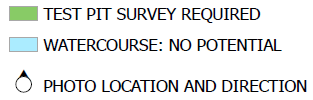 TEST PIT SURVEY REQUIRED
WATERCOURSE: NO POTENTIAL
PHOTO LOCATION AND DIRECTION